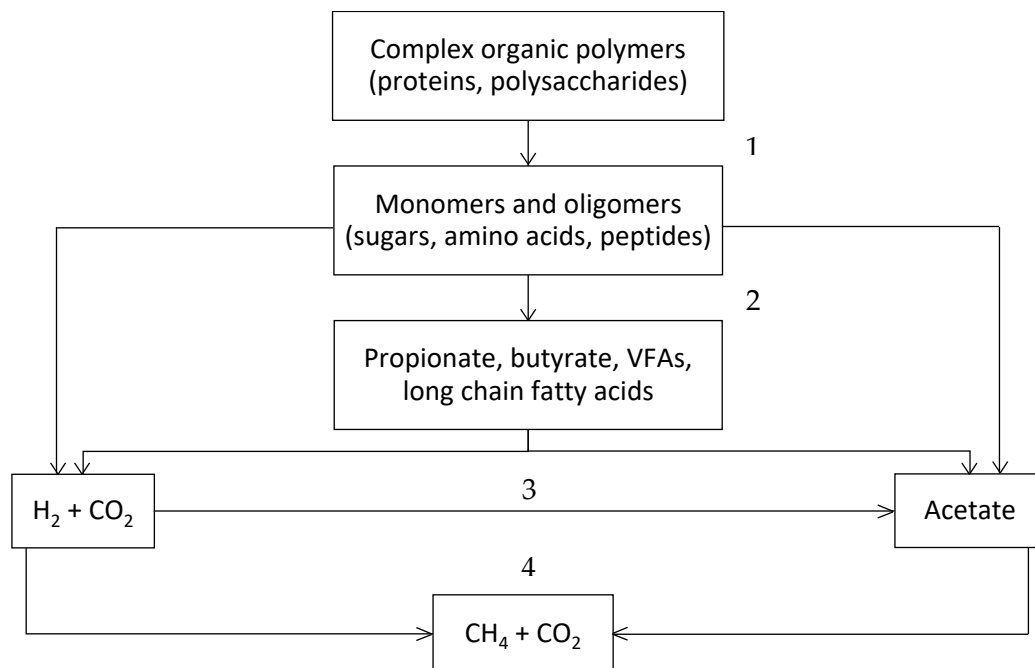 Complex organic polymers
(proteins, polysaccharides)
1
Monomers and oligomers
(sugars, amino acids, peptides)
2
Propionate, butyrate, VFAs,
long chain fatty acids
3
H₂ + CO₂
Acetate
4
CH₄ + CO₂